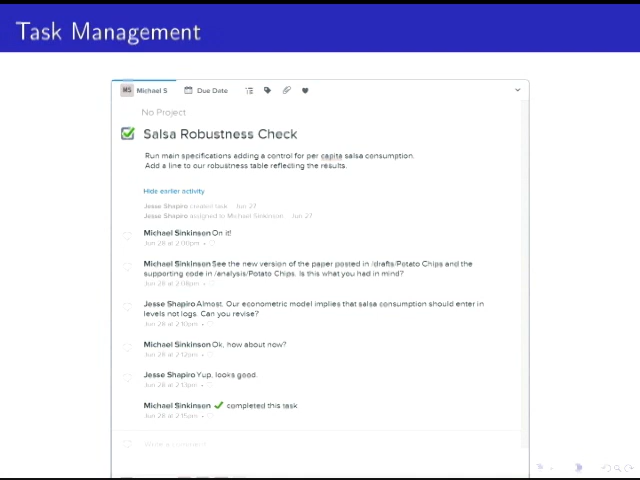 Task Management
MS Michael S Due Date
No Project
Salsa Robustness Check
Run main specifications adding a control for per capita salsa consumption.
Add a line to our robustness table reflecting the results.
Hide earlier activity
Jesse Shapiro created task. Jun 27
Jesse Shapiro assigned to Michael Sinkinson. Jun 27
Michael Sinkinson On it!
Jun 28 at 2:00pm •
Michael Sinkinson See the new version of the paper posted in /drafts/Potato Chips and the
supporting code in /analysis/Potato Chips. Is this what you had in mind?
Jun 28 at 2:08pm •
Jesse Shapiro Almost. Our econometric model implies that salsa consumption should enter in
levels not logs. Can you revise?
Jun 28 at 2:10pm •
Michael Sinkinson Ok, how about now?
Jun 28 at 2:12pm •
Jesse Shapiro Yup, looks good.
Jun 28 at 2:13pm •
Michael Sinkinson completed this task
Jun 28 at 2:15pm •
Write a comment